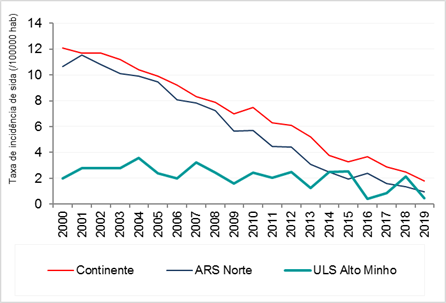 Taxa de incidência de sida (/100000 hab)
14
12
10
8
6
4
2
0
2000 2001 2002 2003 2004 2005 2006 2007 2008 2009 2010 2011 2012 2013 2014 2015 2016 2017 2018 2019
Continente ARS Norte ULS Alto Minho